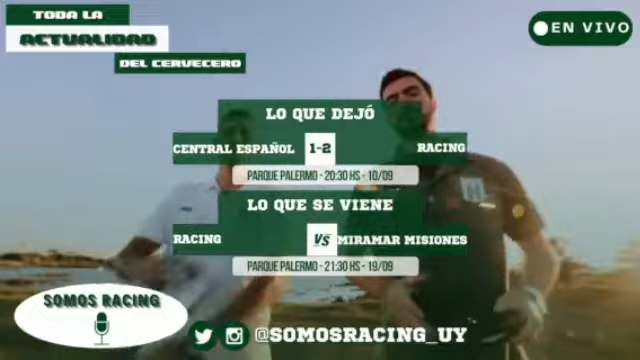 TODA LA
ACTUALIDAD
DEL CERVECERO
EN VIVO
LO QUE DEJÓ
CENTRAL ESPAÑOL 1-2 RACING
PARQUE PALERMO - 20:30 HS - 10/09
LO QUE SE VIENE
RACING VS MIRAMAR MISIONES
PARQUE PALERMO - 21:30 HS - 19/09
SOMOS RACING
@SOMOSRACING_UY